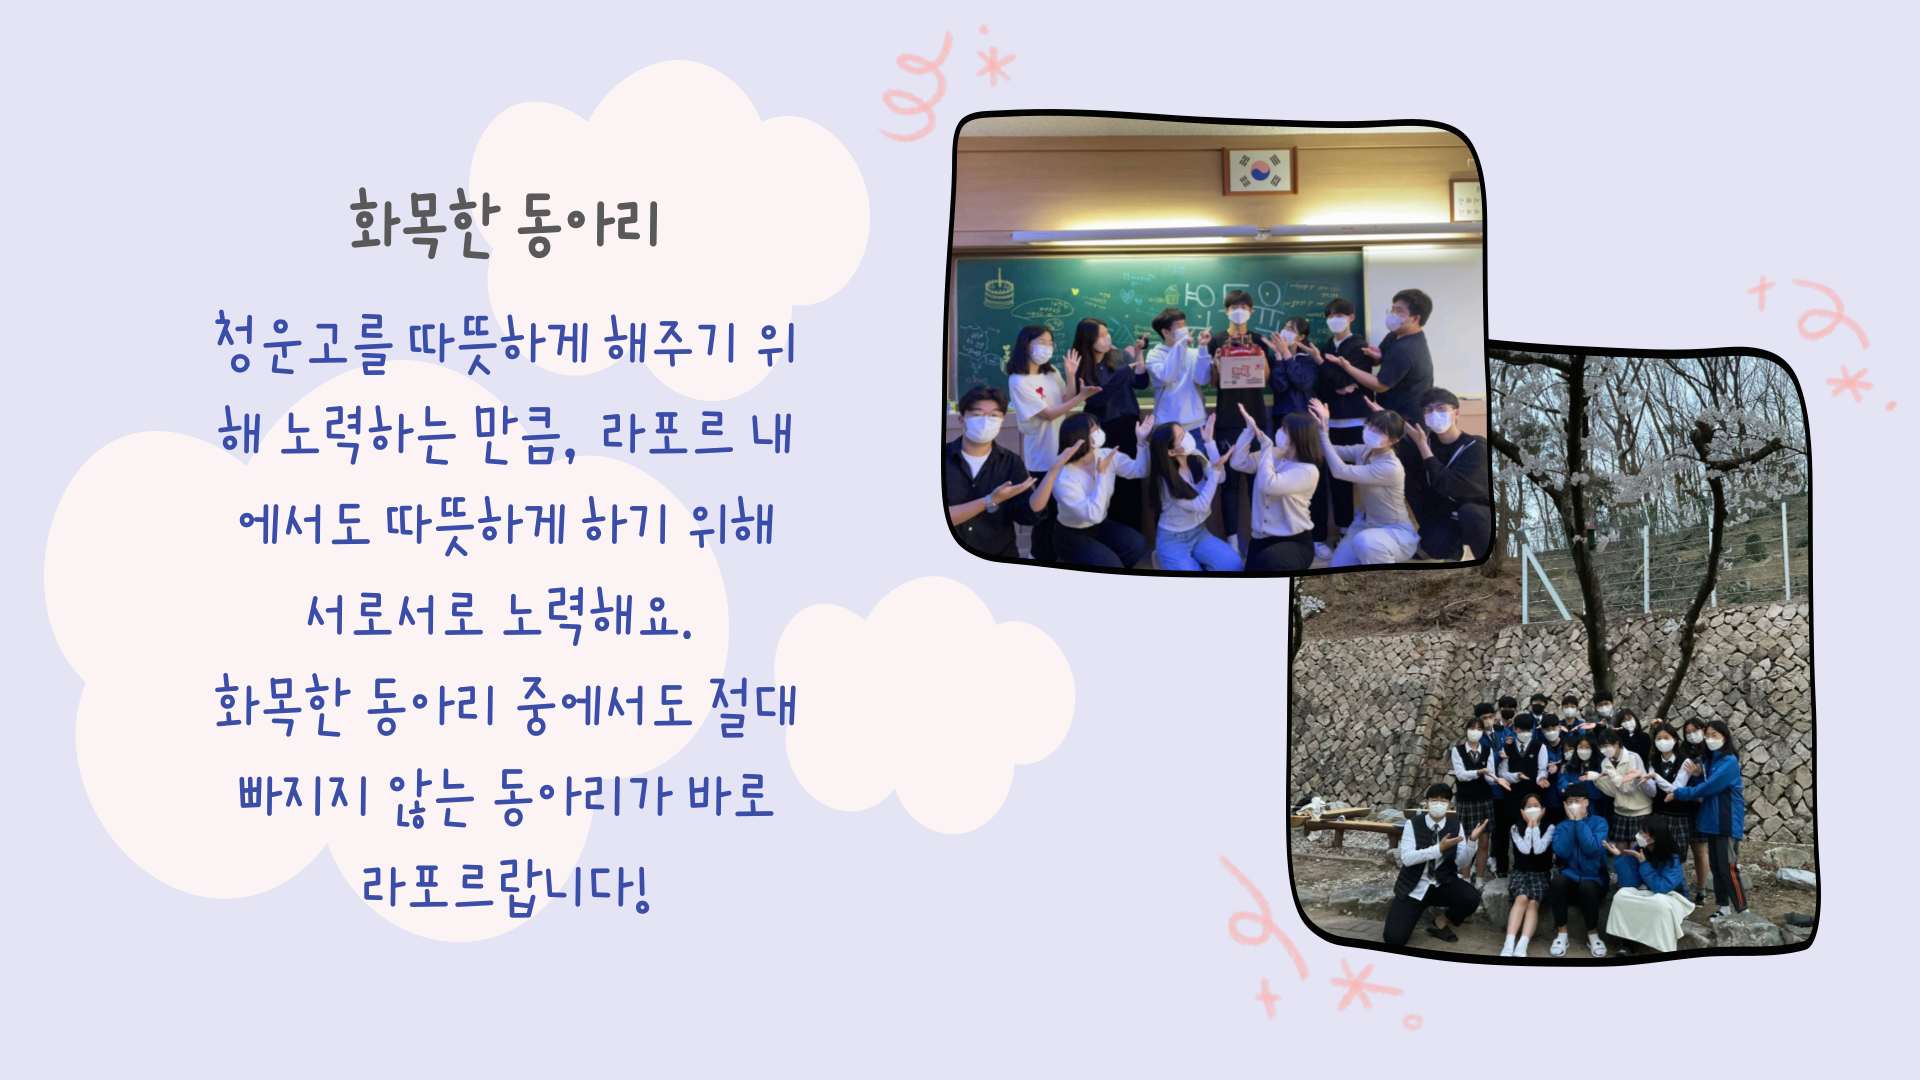 화목한 동아리
청운고를 따뜻하게 해주기 위
해 노력하는 만큼, 라포르 내
에서도 따뜻하게 하기 위해
서로서로 노력해요.
화목한 동아리 중에서도 절대
빠지지 않는 동아리가 바로
라포르랍니다!